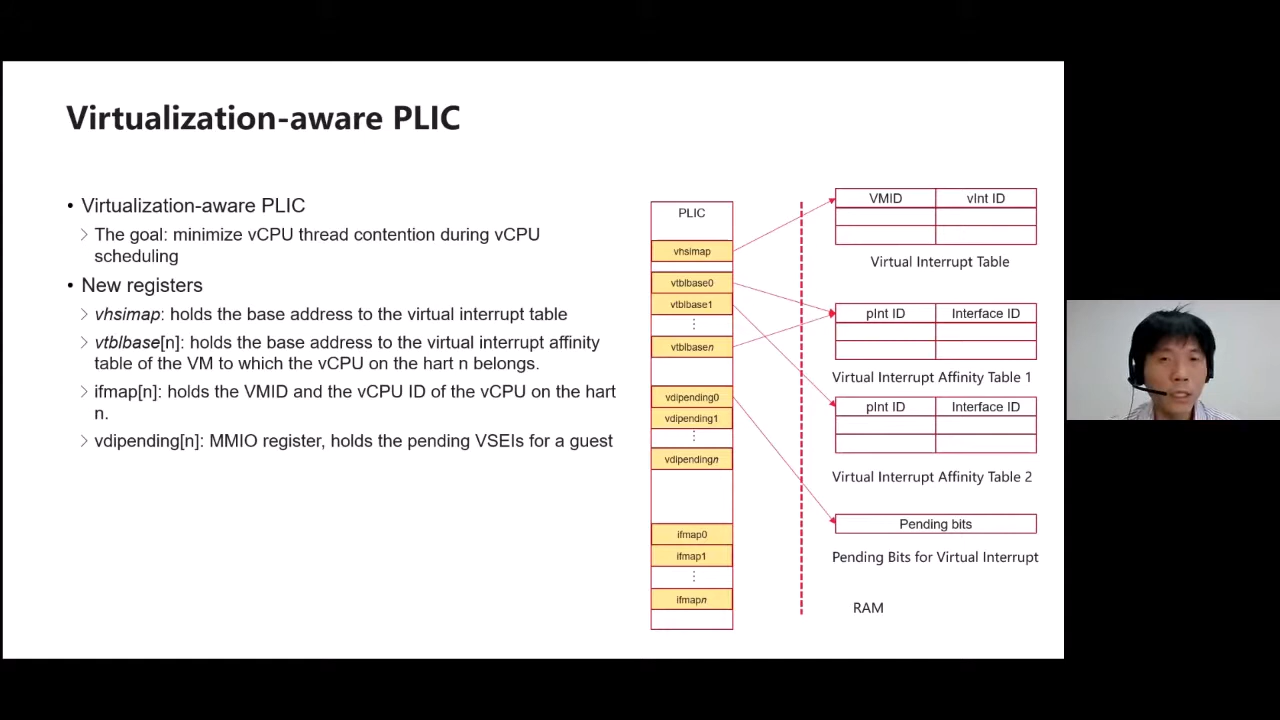 Virtualization-aware PLIC
• Virtualization-aware PLIC
The goal: minimize vCPU thread contention during vCPU
scheduling
• New registers
vhsimap: holds the base address to the virtual interrupt table
vtblbase[n]: holds the base address to the virtual interrupt affinity
table of the VM to which the vCPU on the hart n belongs.
ifmap[n]: holds the VMID and the vCPU ID of the vCPU on the hart
n.
vdipending[n]: MMIO register, holds the pending VSEIs for a guest
PLIC
vhsimap
vtblbase0
vtblbase1
⋮
vtblbasen
vdipending0
vdipending1
⋮
vdipendingn
ifmap0
ifmap1
⋮
ifmapn
VMID vInt ID
Virtual Interrupt Table
pInt ID Interface ID
Virtual Interrupt Affinity Table 1
pInt ID Interface ID
Virtual Interrupt Affinity Table 2
Pending bits
Pending Bits for Virtual Interrupt
RAM